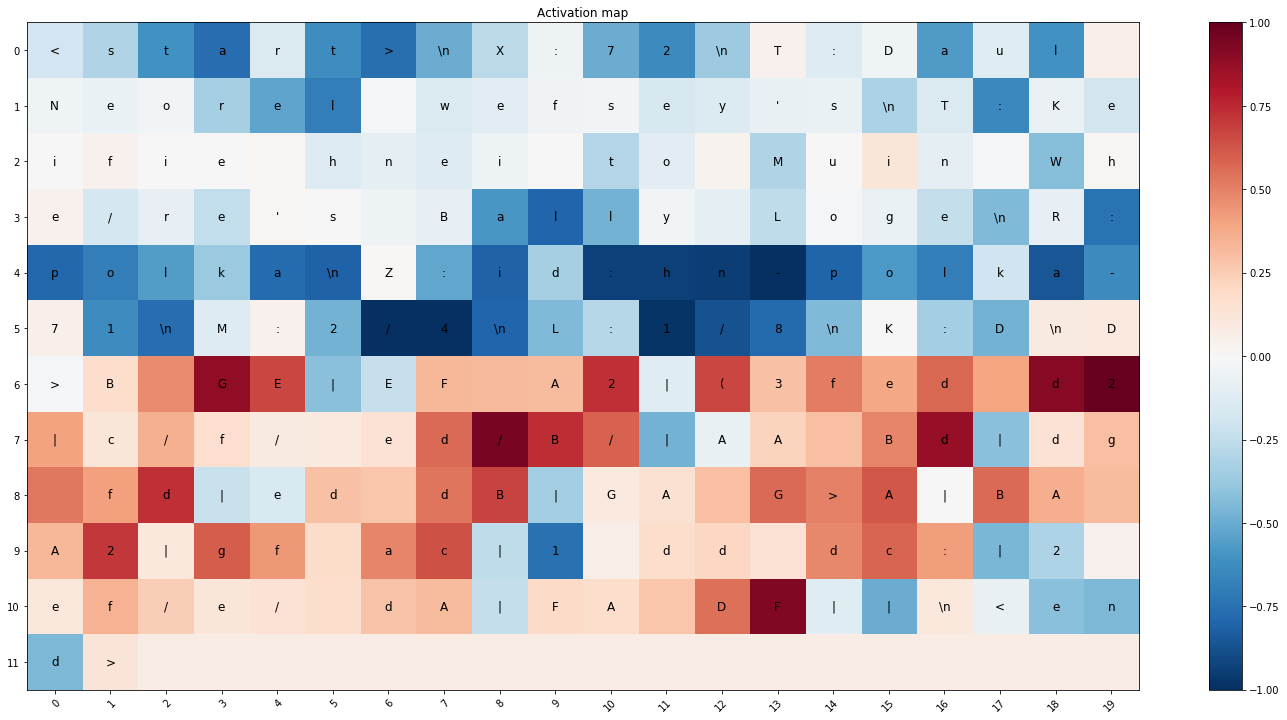 Activation map
0 < s t a r t > \n X : 7 2 \n T : D a u l
1 N e o r e l w e f s e y ' s \n T : K e
2 i f i e h n e i t o M u i n W h
3 e / r e ' s B a l l y L o g e \n R :
4 p o l k a \n Z : i d : h n - p o l k a -
5 7 1 \n M : 2 / 4 \n L : 1 / 8 \n K : D \n D
6 > B G E | E F A 2 | ( 3 f e d d 2
7 | c / f / e d / B / | A A B d | d g
8 f d | e d d B | G A G > A | B A
9 A 2 | g f a c | 1 d d d c : | 2
10 e f / e / d A | F A D F | | \n < e n
11 d >
0 1 2 3 4 5 6 7 8 9 10 11 12 13 14 15 16 17 18 19
1.00
0.75
0.50
0.25
0.00
−0.25
−0.50
−0.75
−1.00